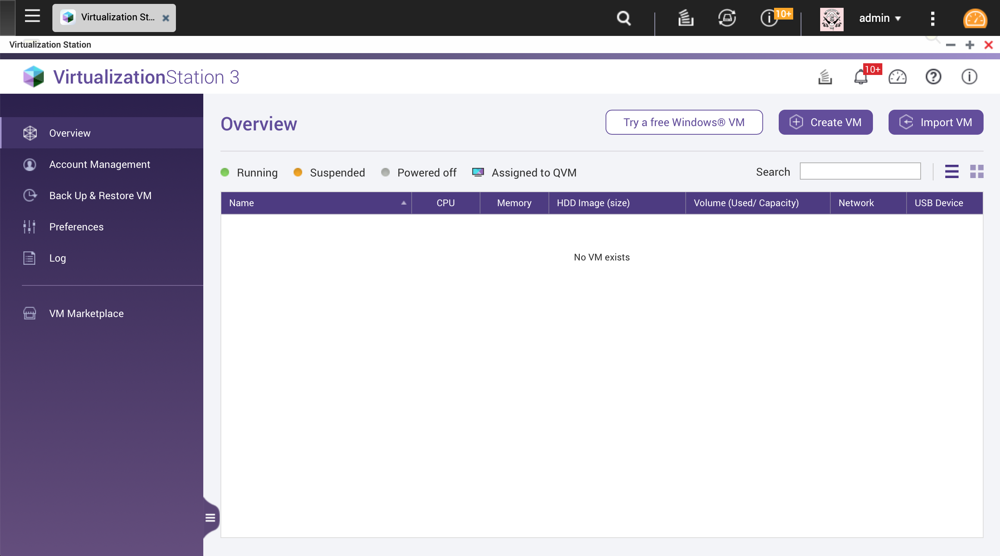 Virtualization St...
10+
admin
Virtualization Station
VirtualizationStation 3
10+
Overview
Account Management
Back Up & Restore VM
Preferences
Log
VM Marketplace
Overview
Try a free Windows® VM
Create VM
Import VM
Running
Suspended
Powered off
Assigned to QVM
Search
Name
CPU
Memory
HDD Image (size)
Volume (Used/ Capacity)
Network
USB Device
No VM exists